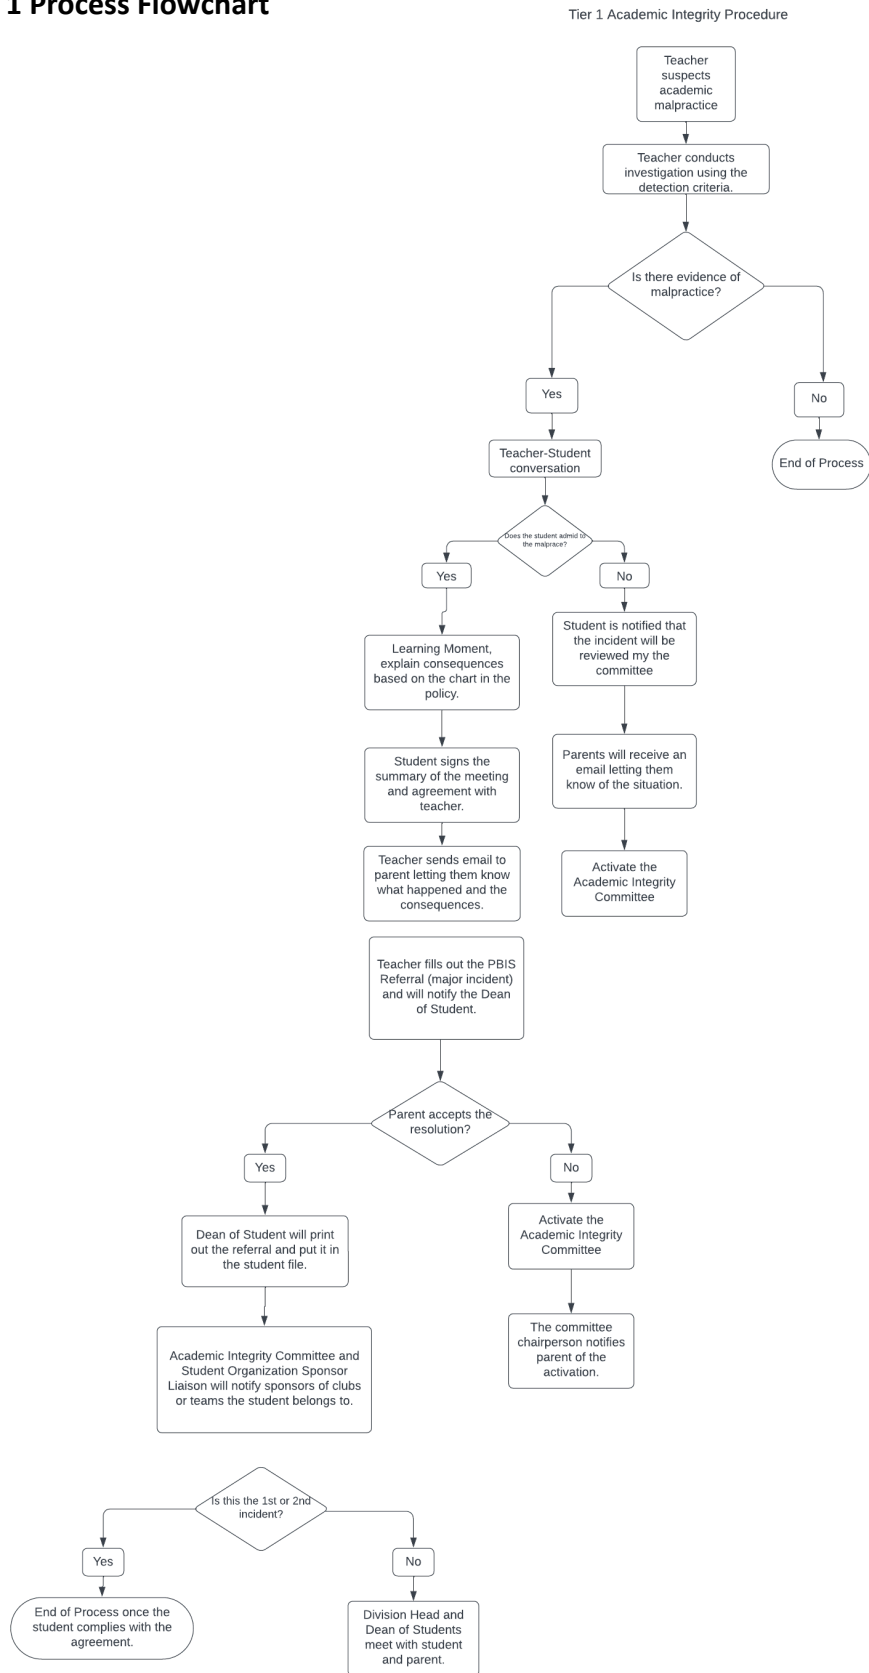 1 Process Flowchart
Tier 1 Academic Integrity Procedure
Teacher
suspects
academic
malpractice
Teacher conducts
investigation using the
detection criteria.
Is there evidence of
malpractice?
Yes
No
Teacher-Student
conversation
End of Process
Does the student admid to
the malprace?
Yes
No
Learning Moment,
explain consequences
based on the chart in the
policy.
Student is notified that
the incident will be
reviewed my the
committee
Student signs the
summary of the meeting
and agreement with
teacher.
Parents will receive an
email letting them
know of the situation.
Teacher sends email to
parent letting them know
what happened and the
consequences.
Activate the
Academic Integrity
Committee
Teacher fills out the PBIS
Referral (major incident)
and will notify the Dean
of Student.
Parent accepts the
resolution?
Yes
No
Dean of Student will print
out the referral and put it in
the student file.
Activate the
Academic Integrity
Committee
Academic Integrity Committee and
Student Organization Sponsor
Liaison will notify sponsors of clubs
or teams the student belongs to.
The committee
chairperson notifies
parent of the
activation.
Is this the 1st or 2nd
incident?
Yes
No
End of Process once the
student complies with the
agreement.
Division Head and
Dean of Students
meet with student
and parent.